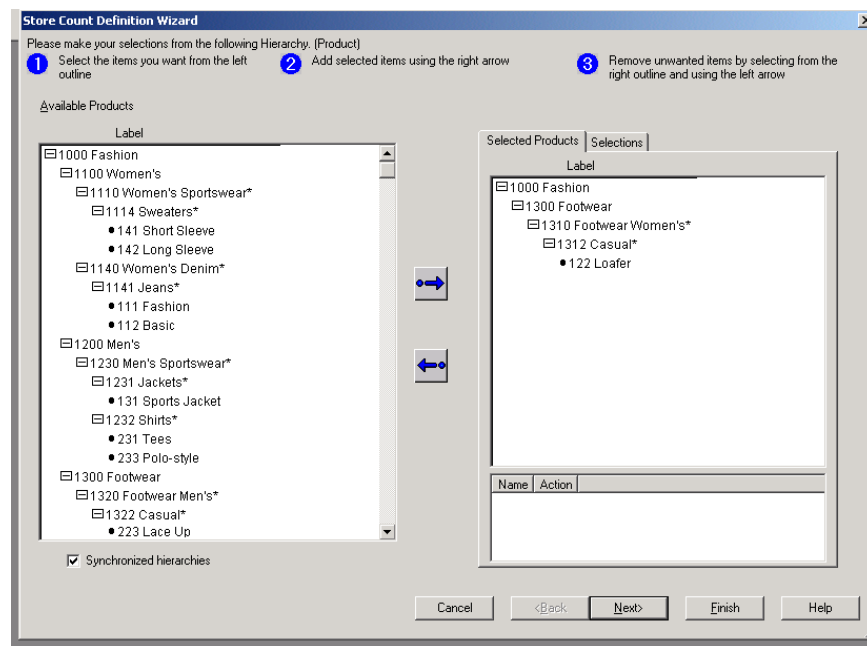 Store Count Definition Wizard
Please make your selections from the following Hierarchy. (Product)
1 Select the items you want from the left outline
2 Add selected items using the right arrow
3 Remove unwanted items by selecting from the right outline and using the left arrow
Available Products
Label
1000 Fashion
1100 Women's
1110 Women's Sportswear*
1114 Sweaters*
141 Short Sleeve
142 Long Sleeve
1140 Women's Denim*
1141 Jeans*
111 Fashion
112 Basic
1200 Men's
1230 Men's Sportswear*
1231 Jackets*
131 Sports Jacket
1232 Shirts*
231 Tees
233 Polo-style
1300 Footwear
1320 Footwear Men's*
1322 Casual*
223 Lace Up
Synchronized hierarchies
Selected Products Selections
Label
1000 Fashion
1300 Footwear
1310 Footwear Women's*
1312 Casual*
122 Loafer
Name Action
Cancel <Back Next> Finish Help